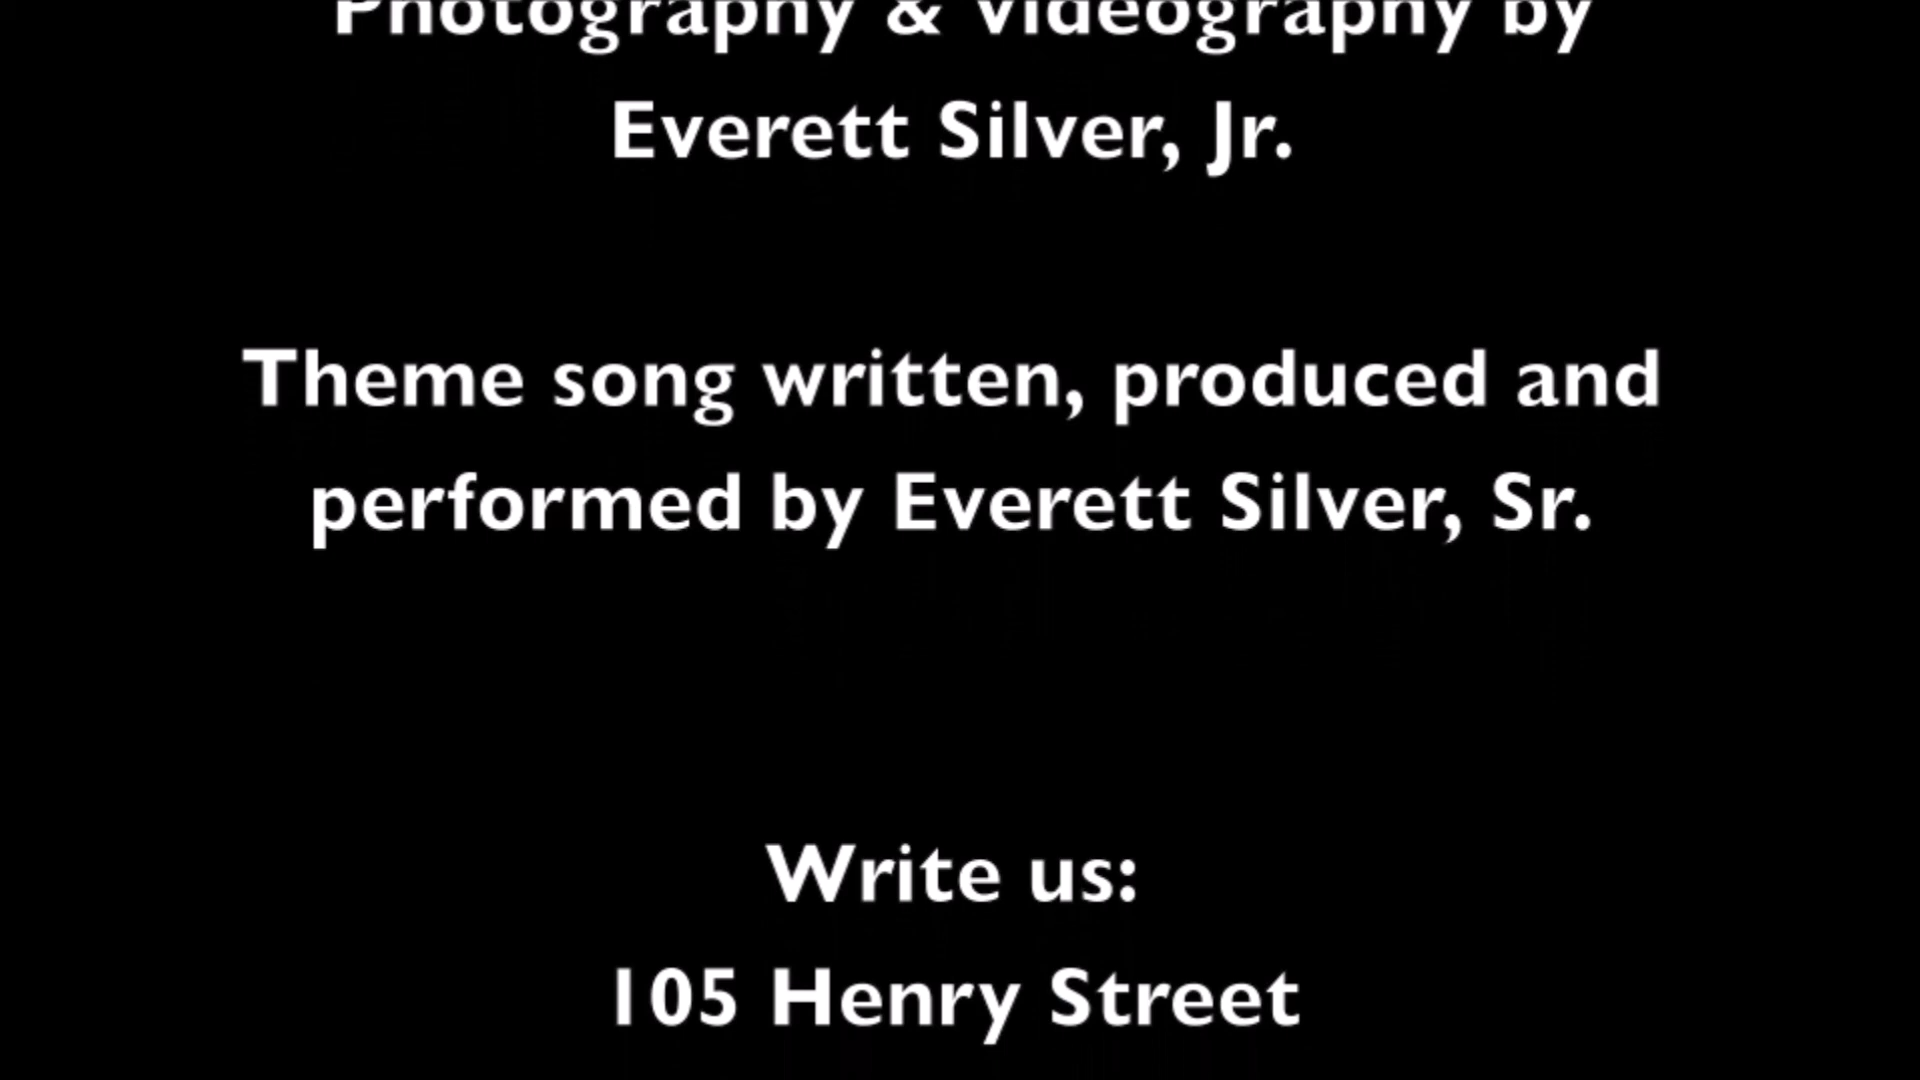 Photography & Videography by
Everett Silver, Jr.
Theme song written, produced and
performed by Everett Silver, Sr.
Write us:
105 Henry Street